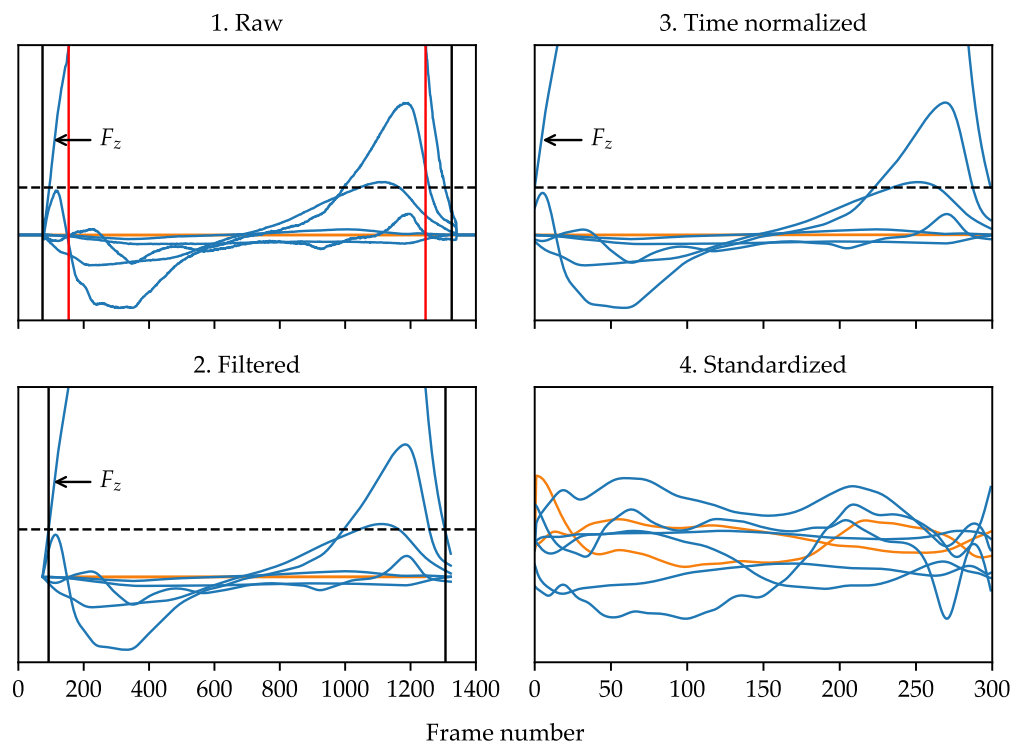 1. Raw
F_z
2. Filtered
F_z
0 200 400 600 800 1000 1200 1400
3. Time normalized
F_z
4. Standardized
0 50 100 150 200 250 300
Frame number